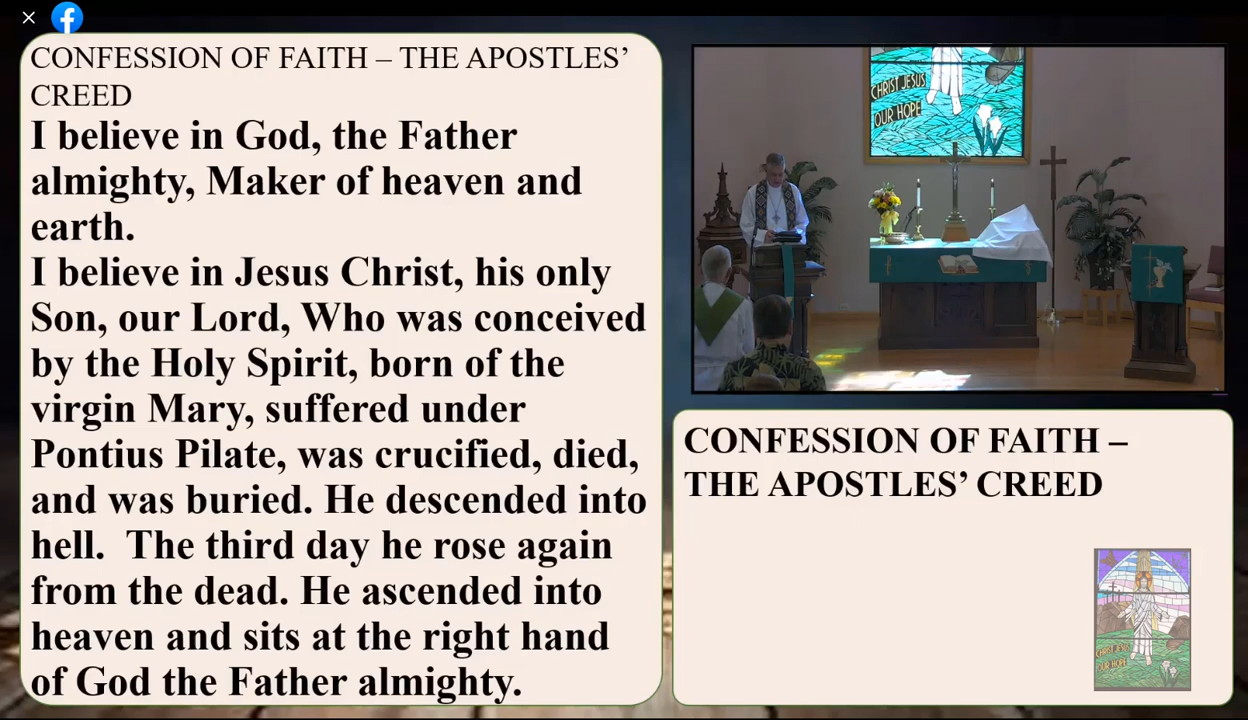 CONFESSION OF FAITH – THE APOSTLES’
CREED
I believe in God, the Father
almighty, Maker of heaven and
earth.
I believe in Jesus Christ, his only
Son, our Lord, Who was conceived
by the Holy Spirit, born of the
virgin Mary, suffered under
Pontius Pilate, was crucified, died,
and was buried. He descended into
hell.  The third day he rose again
from the dead. He ascended into
heaven and sits at the right hand
of God the Father almighty.
CHRIST JESUS
OUR HOPE
CONFESSION OF FAITH –
THE APOSTLES’ CREED
CHRIST JESUS
OUR HOPE